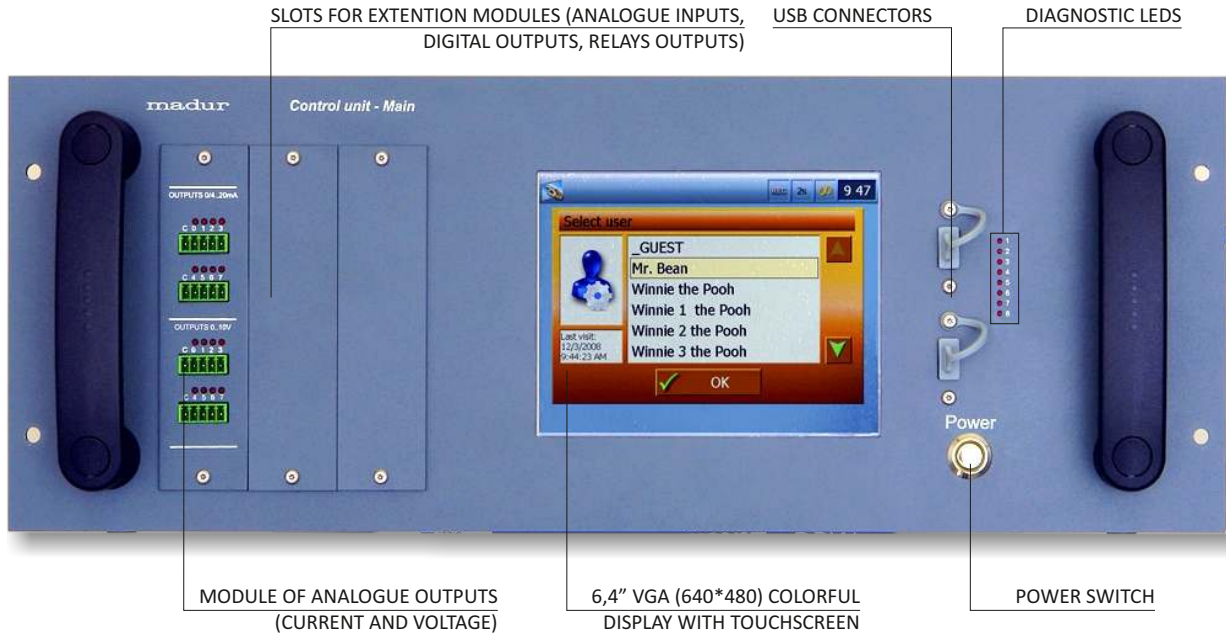 SLOTS FOR EXTENTION MODULES (ANALOGUE INPUTS,
DIGITAL OUTPUTS, RELAYS OUTPUTS)
USB CONNECTORS
DIAGNOSTIC LEDS
madur
Control unit - Main
OUTPUTS 0/4..20mA
C 0 1 2 3
C 4 5 6 7
OUTPUTS 0..10V
C 0 1 2 3
C 4 5 6 7
2s
9 47
Select user
_GUEST
Mr. Bean
Winnie the Pooh
Winnie 1 the Pooh
Winnie 2 the Pooh
Winnie 3 the Pooh
Last visit:
12/3/2008
9:44:23 AM
OK
1
2
3
4
5
6
7
8
Power
MODULE OF ANALOGUE OUTPUTS
(CURRENT AND VOLTAGE)
6,4” VGA (640*480) COLORFUL
DISPLAY WITH TOUCHSCREEN
POWER SWITCH